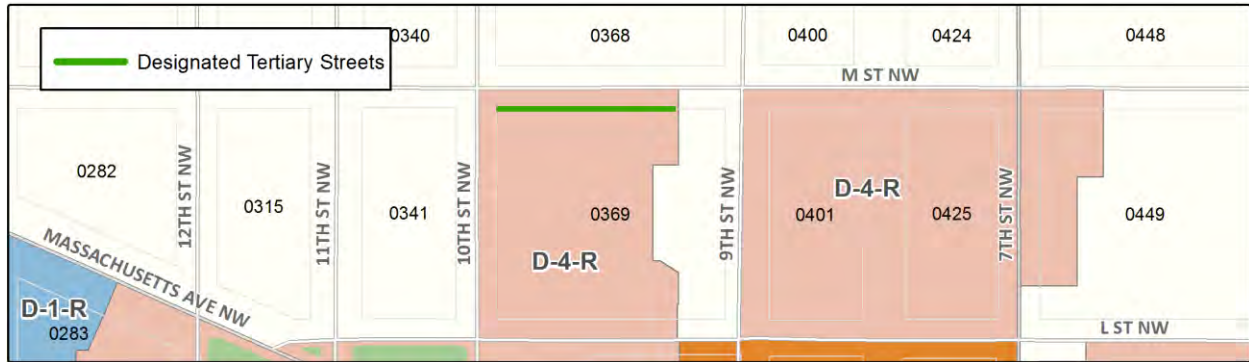 0340
0368
0400
0424
0448
Designated Tertiary Streets
M ST NW
0282
12TH ST NW
0315
11TH ST NW
0341
10TH ST NW
0369
9TH ST NW
D-4-R
0401
0425
7TH ST NW
0449
MASSACHUSETTS AVE NW
D-4-R
D-1-R
0283
L ST NW